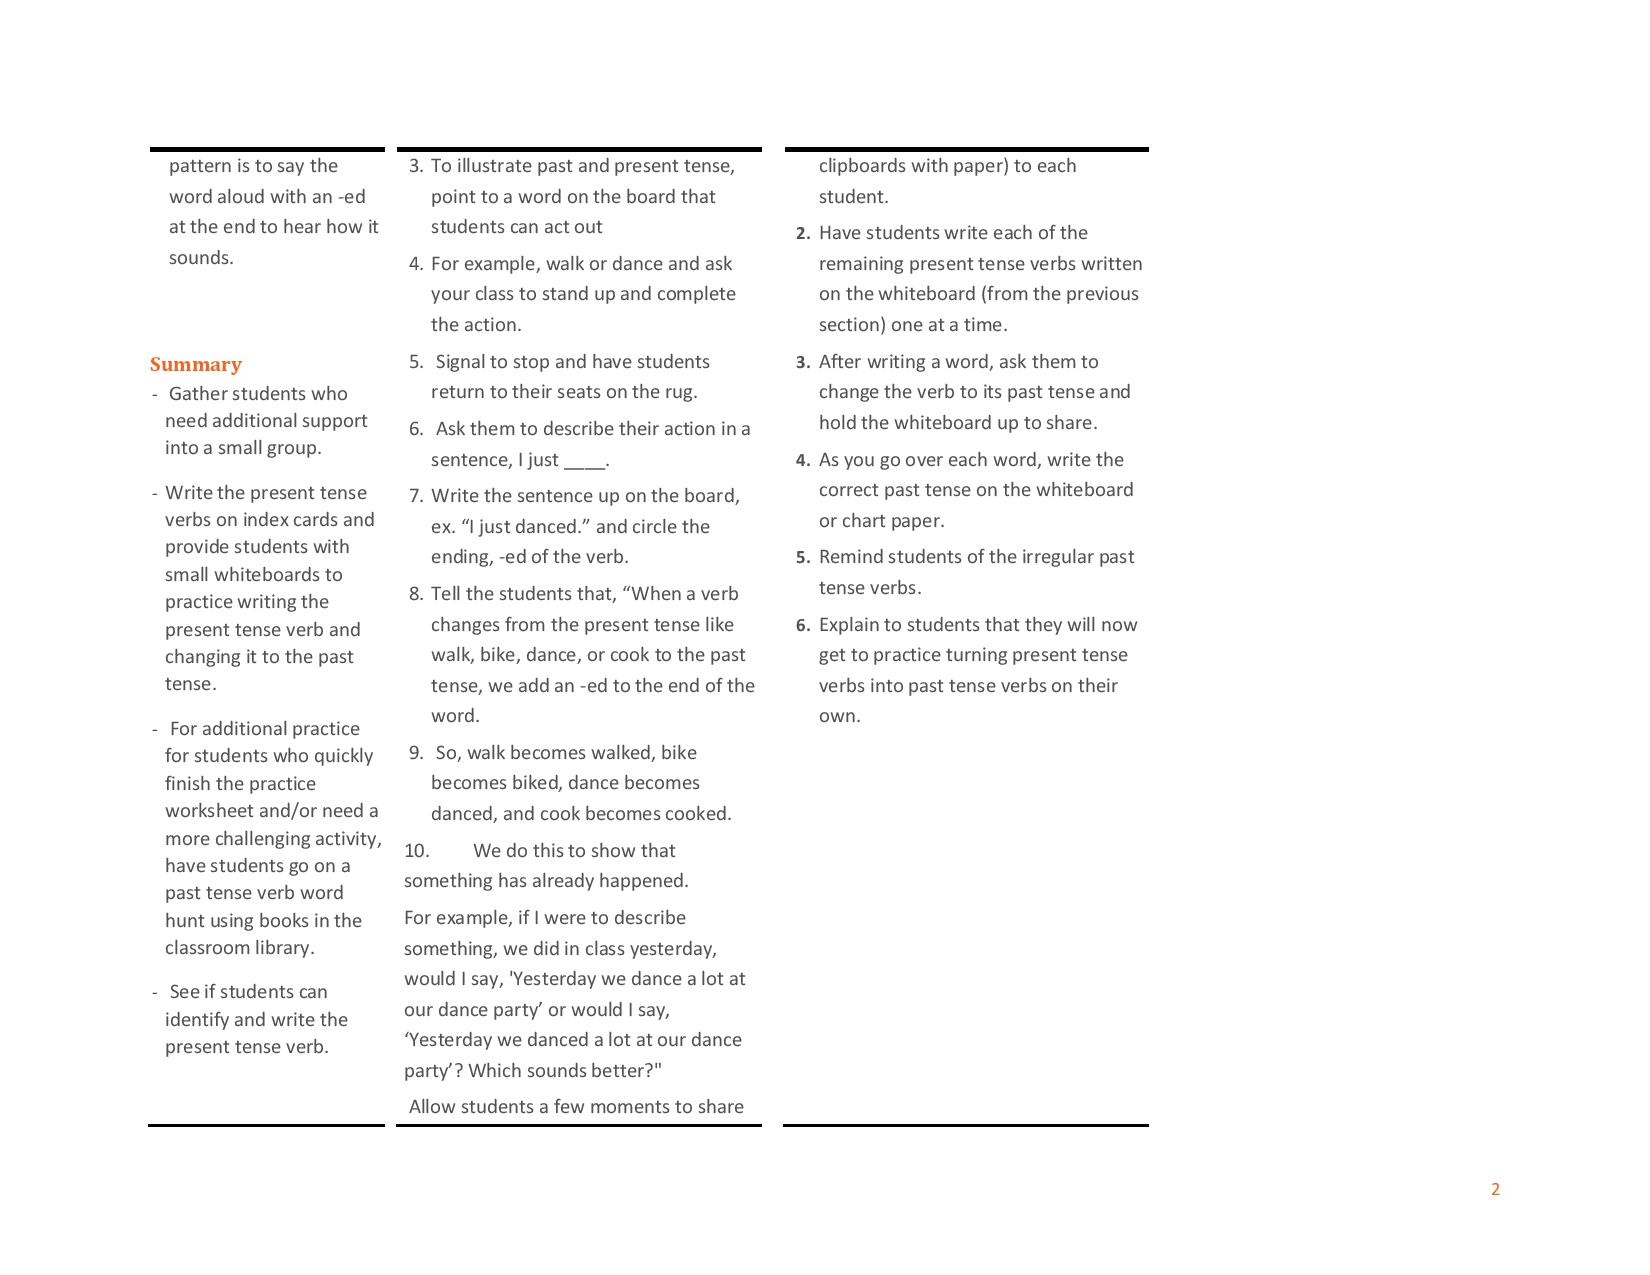 pattern is to say the
word aloud with an -ed
at the end to hear how it
sounds.
Summary
- Gather students who
need additional support
into a small group.
- Write the present tense
verbs on index cards and
provide students with
small whiteboards to
practice writing the
present tense verb and
changing it to the past
tense.
- For additional practice
for students who quickly
finish the practice
worksheet and/or need a
more challenging activity,
have students go on a
past tense verb word
hunt using books in the
classroom library.
- See if students can
identify and write the
present tense verb.
3. To illustrate past and present tense,
point to a word on the board that
students can act out
4. For example, walk or dance and ask
your class to stand up and complete
the action.
5. Signal to stop and have students
return to their seats on the rug.
6. Ask them to describe their action in a
sentence, I just ____.
7. Write the sentence up on the board,
ex. “I just danced.” and circle the
ending, -ed of the verb.
8. Tell the students that, “When a verb
changes from the present tense like
walk, bike, dance, or cook to the past
tense, we add an -ed to the end of the
word.
9. So, walk becomes walked, bike
becomes biked, dance becomes
danced, and cook becomes cooked.
10. We do this to show that
something has already happened.
For example, if I were to describe
something, we did in class yesterday,
would I say, 'Yesterday we dance a lot at
our dance party’ or would I say,
‘Yesterday we danced a lot at our dance
party’? Which sounds better?"
Allow students a few moments to share
clipboards with paper) to each
student.
2. Have students write each of the
remaining present tense verbs written
on the whiteboard (from the previous
section) one at a time.
3. After writing a word, ask them to
change the verb to its past tense and
hold the whiteboard up to share.
4. As you go over each word, write the
correct past tense on the whiteboard
or chart paper.
5. Remind students of the irregular past
tense verbs.
6. Explain to students that they will now
get to practice turning present tense
verbs into past tense verbs on their
own.
2